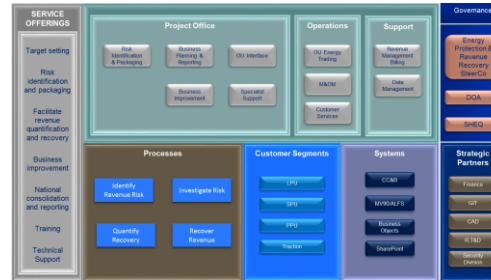 SERVICE
OFFERINGS
Target setting
Risk
identification
and packaging
Facilitate
revenue
quantification
and recovery
Business
improvement
National
consolidation
and reporting
Training
Technical
Support
Project Office
Risk
Identification
& Packaging
Business
Planning &
Reporting
OU Interface
Business
Improvement
Specialist
Support
Operations
OU Energy
Trading
M&DM
Customer
Services
Support
Revenue
Management
Billing
Data
Management
Governance
Energy
Protection &
Revenue
Recovery
SteerCo
DOA
SHEQ
Processes
Identify
Revenue Risk
Investigate Risk
Quantify
Recovery
Recover
Revenue
Customer Segments
LPU
SPU
PPU
Traction
Systems
CC&B
MV90/ALFS
Business
Objects
SharePoint
Strategic
Partners
Finance
GIT
CAD
R,T&D
Security
Division